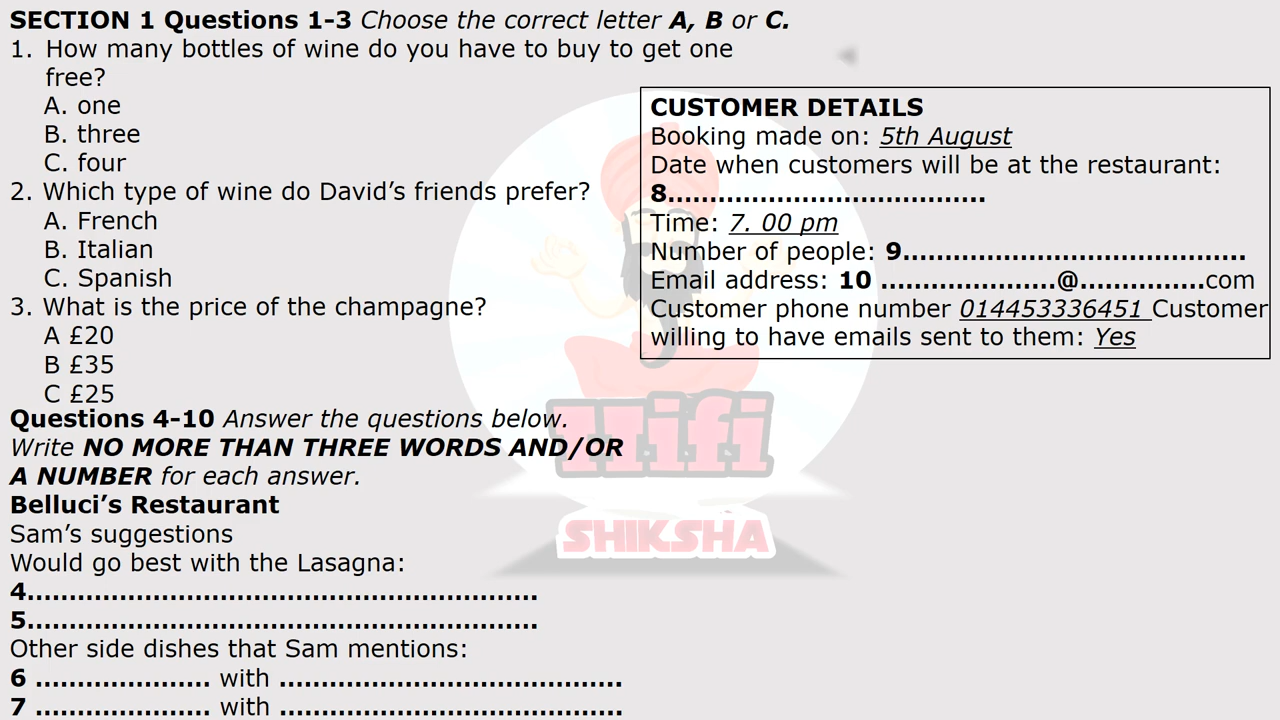 SECTION 1 Questions 1-3 Choose the correct letter A, B or C.
1. How many bottles of wine do you have to buy to get one
free?
A. one
B. three
C. four
2. Which type of wine do David’s friends prefer?
A. French
B. Italian
C. Spanish
3. What is the price of the champagne?
A £20
B £35
C £25
Questions 4-10 Answer the questions below.
Write NO MORE THAN THREE WORDS AND/OR
A NUMBER for each answer.
Belluci’s Restaurant
Sam’s suggestions
Would go best with the Lasagna:
4............................................................
5............................................................
Other side dishes that Sam mentions:
6 ..................... with ........................................
7 ..................... with ........................................
CUSTOMER DETAILS
Booking made on: 5th August
Date when customers will be at the restaurant:
8.....................................
Time: 7. 00 pm
Number of people: 9........................................
Email address: 10 .....................@...............com
Customer phone number 014453336451 Customer
willing to have emails sent to them: Yes
Hifi
SHIKSHA